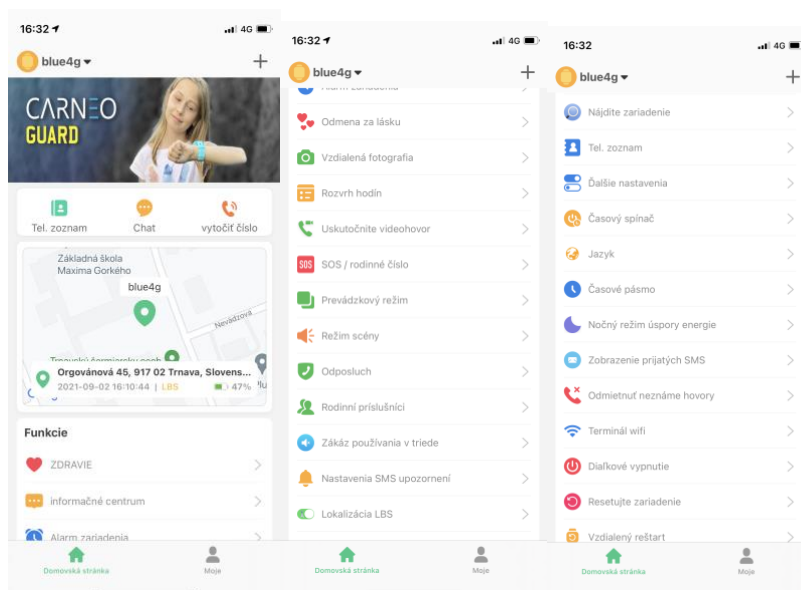 16:32
4G
blue4g
CARNEO
GUARD
Tel. zoznam
Chat
vytočiť číslo
Základná škola
Maxima Gorkého
blue4g
Nevädzová
Orgovánová 45, 917 02 Trnava, Slovens...
2021-09-02 16:10:44 | LBS
47%
Funkcie
ZDRAVIE
informačné centrum
Alarm zariadenia
Domovská stránka
Moje
16:32
4G
blue4g
Alarm zariadenia
Odmena za lásku
Vzdialená fotografia
Rozvrh hodín
Uskutočnite videohovor
SOS
SOS / rodinné číslo
Prevádzkový režim
Režim scény
Odposluch
Rodinní príslušníci
Zákáz používania v triede
Nastavenia SMS upozornení
Lokalizácia LBS
Domovská stránka
Moje
16:32
4G
blue4g
Nájdite zariadenie
Tel. zoznam
Ďalšie nastavenia
Časový spínač
Jazyk
Časové pásmo
Nočný režim úspory energie
Zobrazenie prijatých SMS
Odmietnuť neznáme hovory
Terminál wifi
Diaľkové vypnutie
Resetujte zariadenie
Vzdialený reštart
Domovská stránka
Moje